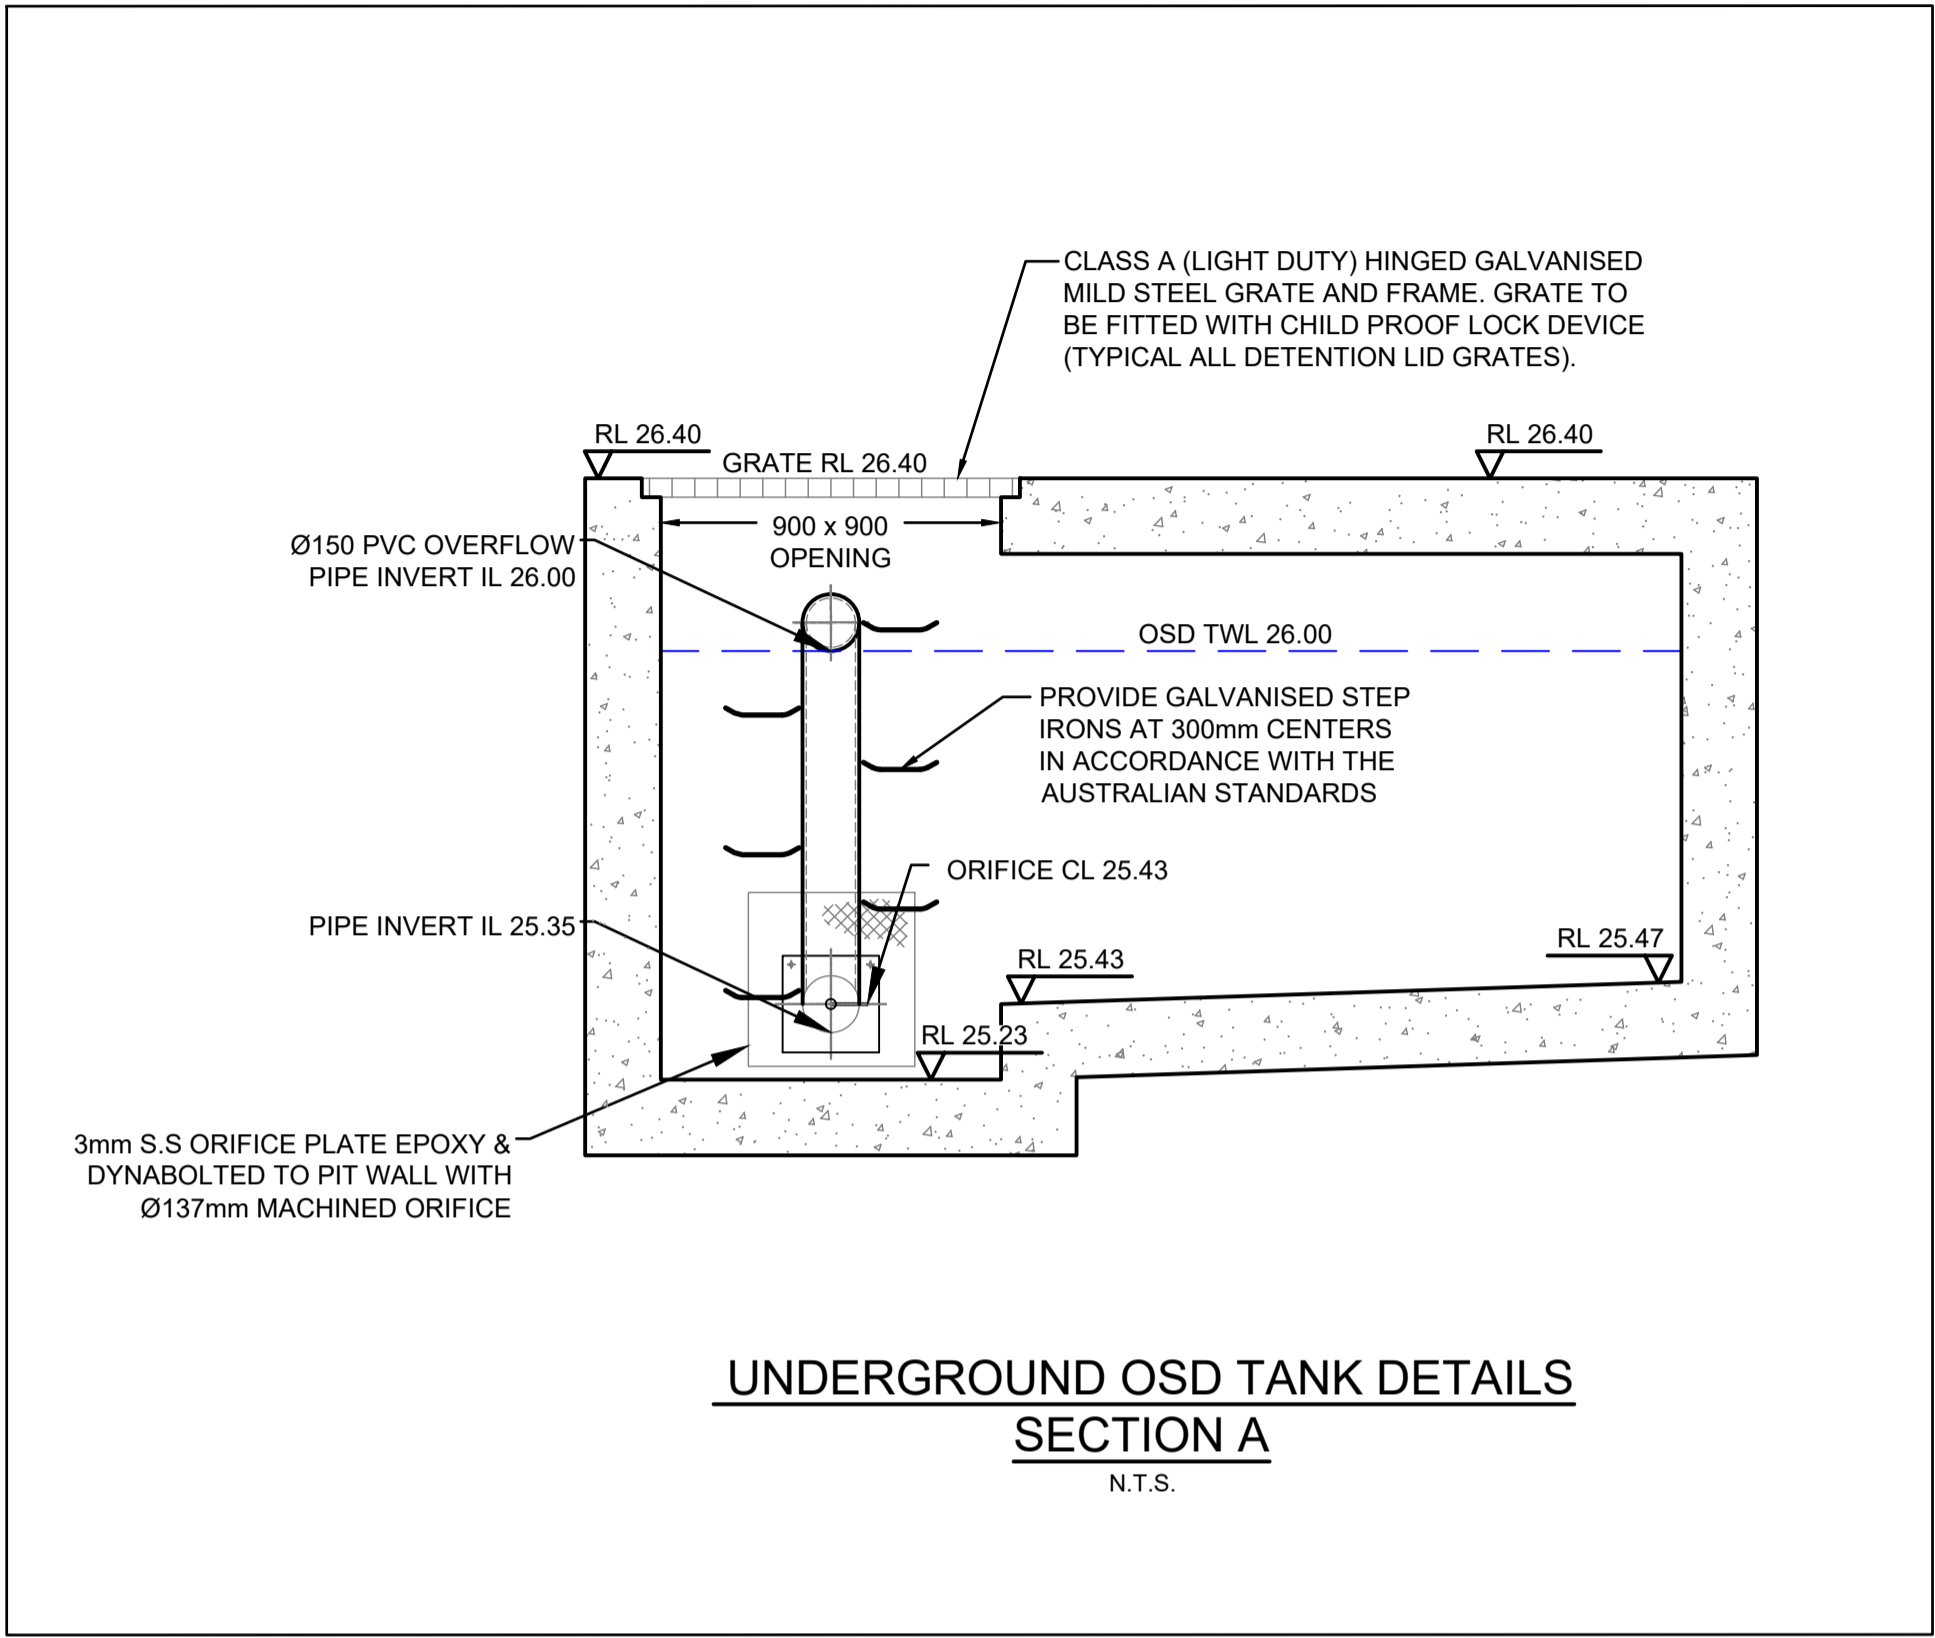 CLASS A (LIGHT DUTY) HINGED GALVANISED
MILD STEEL GRATE AND FRAME. GRATE TO
BE FITTED WITH CHILD PROOF LOCK DEVICE
(TYPICAL ALL DETENTION LID GRATES).
RL 26.40
GRATE RL 26.40
RL 26.40
900 x 900
OPENING
Ø150 PVC OVERFLOW
PIPE INVERT IL 26.00
OSD TWL 26.00
PROVIDE GALVANISED STEP
IRONS AT 300mm CENTERS
IN ACCORDANCE WITH THE
AUSTRALIAN STANDARDS
ORIFICE CL 25.43
PIPE INVERT IL 25.35
RL 25.43
RL 25.47
RL 25.23
3mm S.S ORIFICE PLATE EPOXY &
DYNABOLTED TO PIT WALL WITH
Ø137mm MACHINED ORIFICE
UNDERGROUND OSD TANK DETAILS
SECTION A
N.T.S.